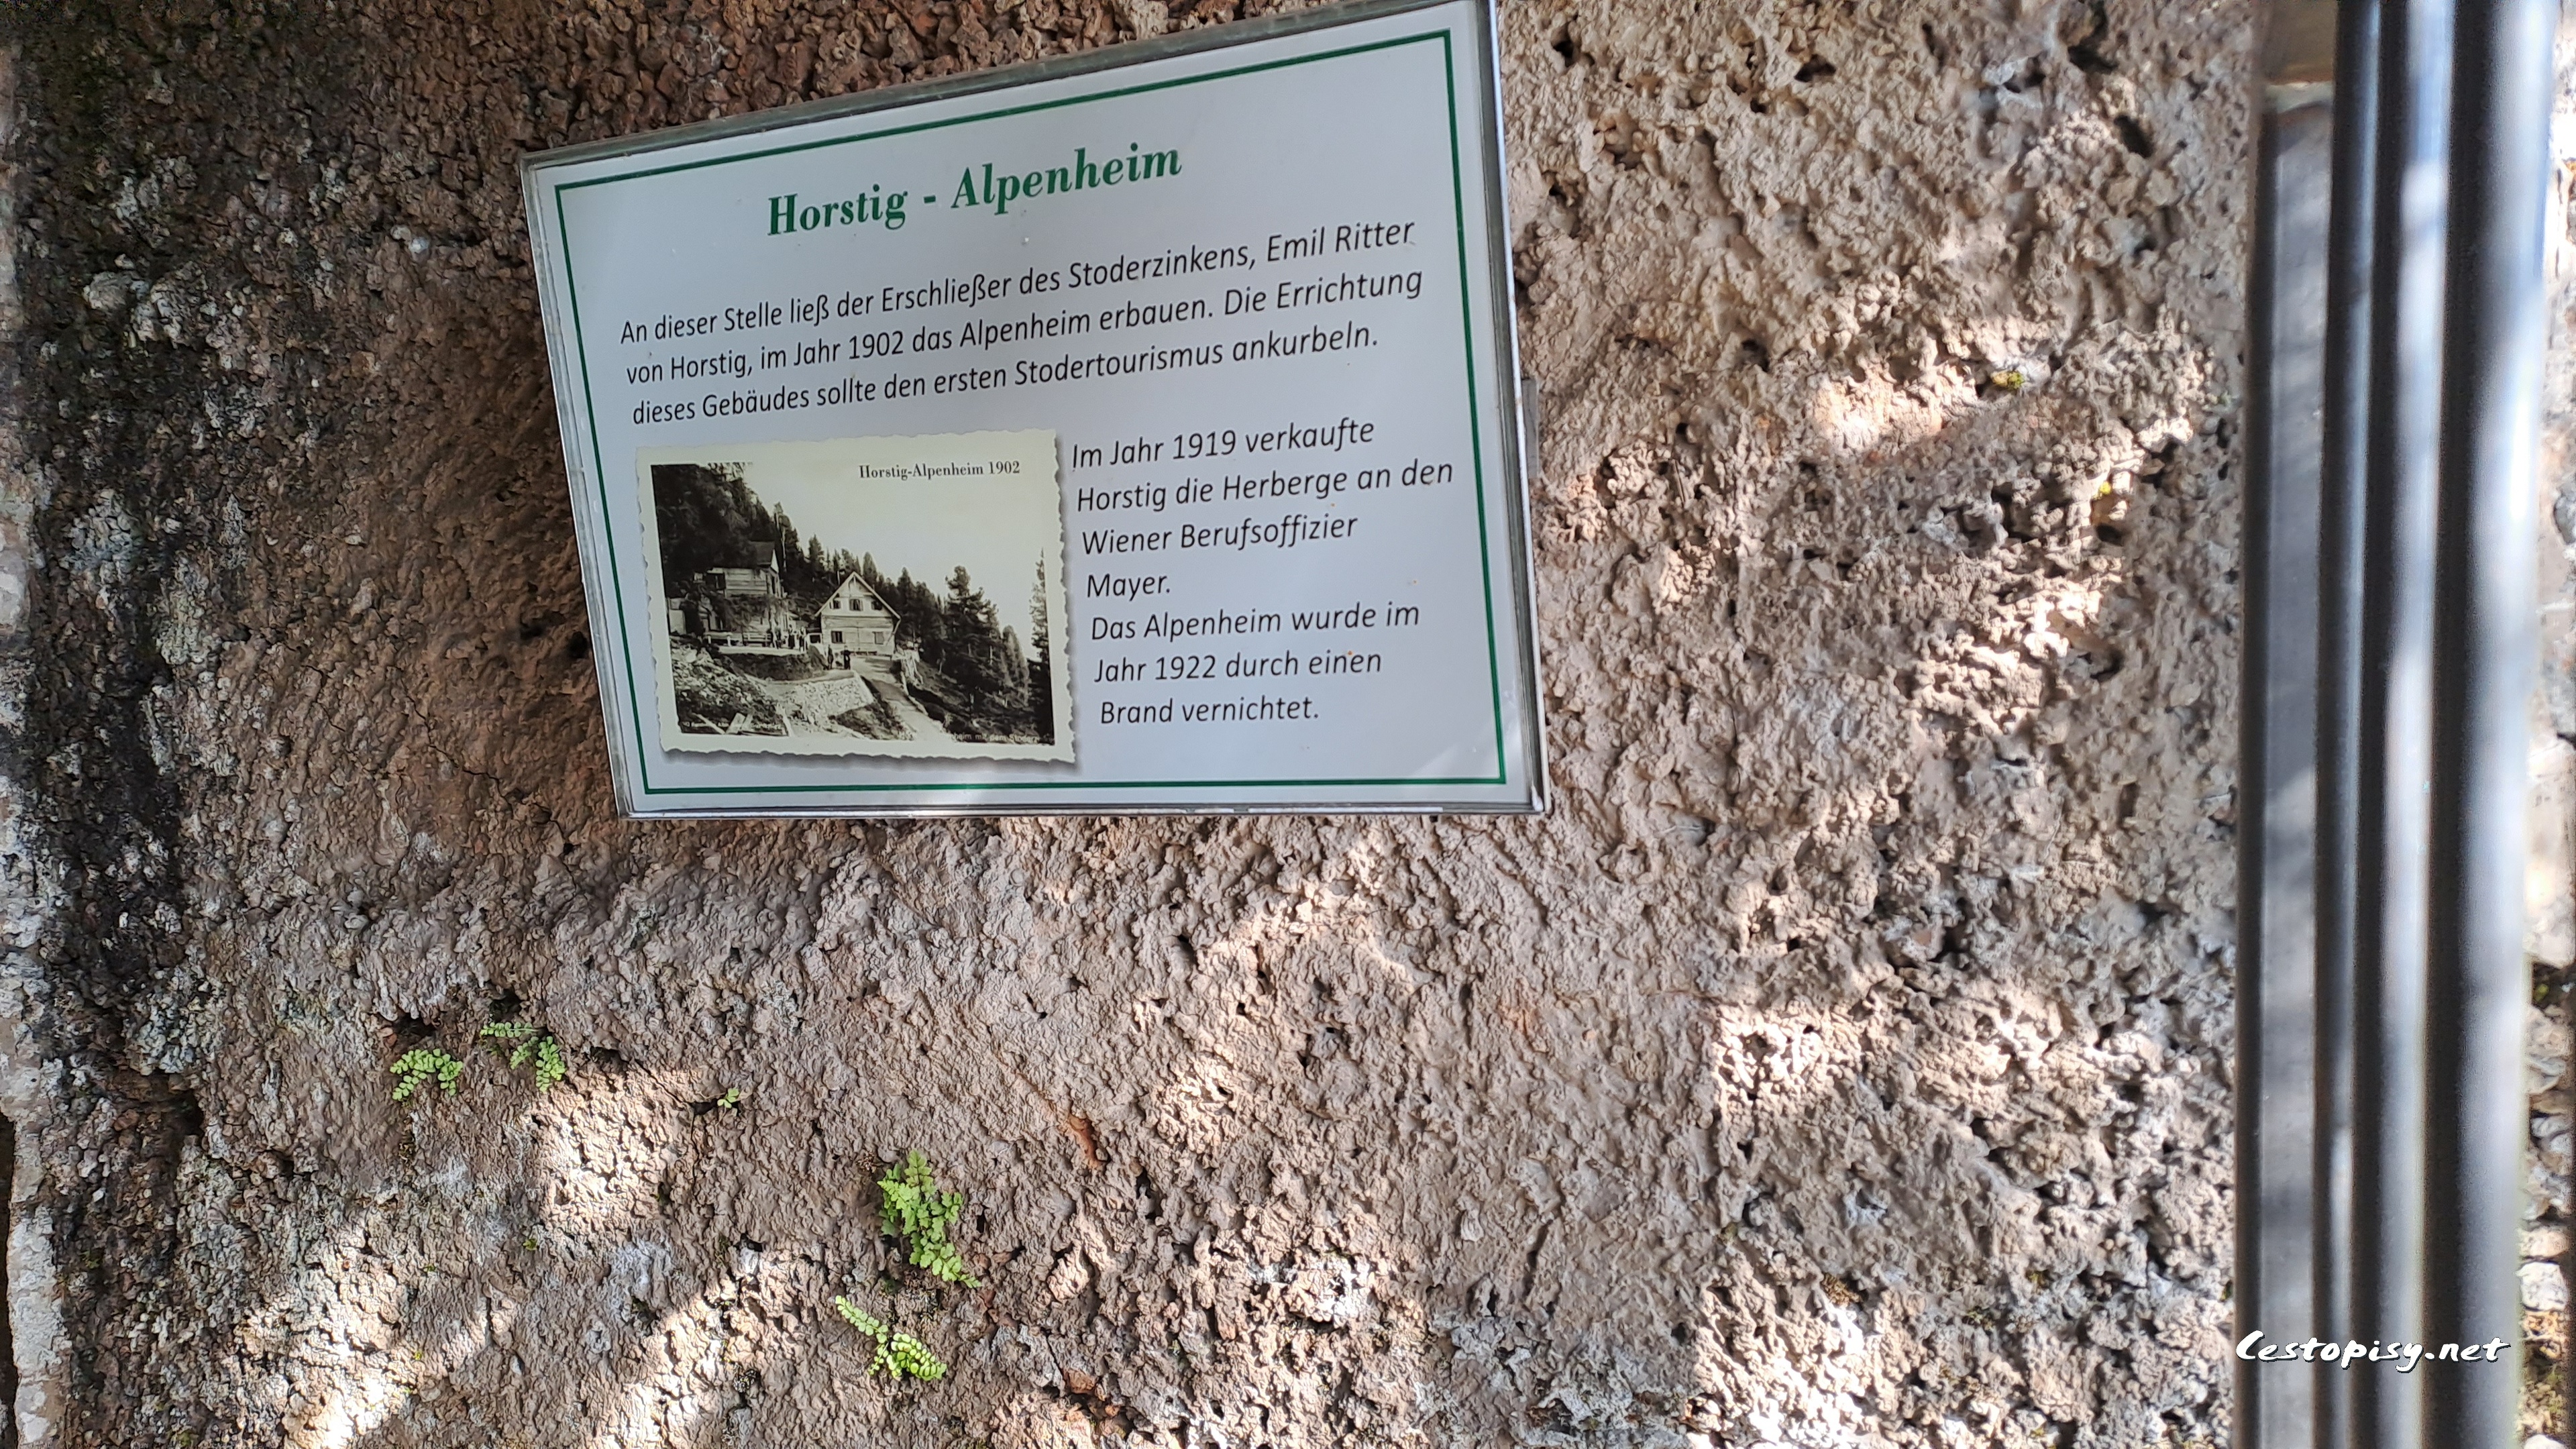 Horstig - Alpenheim
An dieser Stelle ließ der Erschließer des Stoderzinkens, Emil Ritter
von Horstig, im Jahr 1902 das Alpenheim erbauen. Die Errichtung
dieses Gebäudes sollte den ersten Stodertourismus ankurbeln.
Horstig-Alpenheim 1902
Im Jahr 1919 verkaufte
Horstig die Herberge an den
Wiener Berufsoffizier
Mayer.
Das Alpenheim wurde im
Jahr 1922 durch einen
Brand vernichtet.
Cestopisy.net